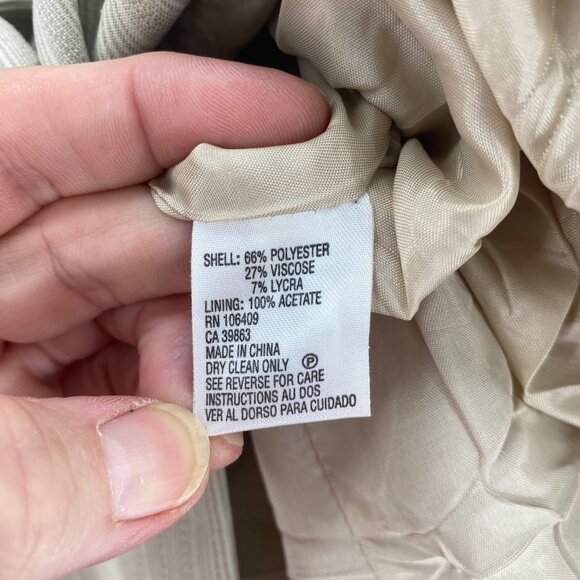 SHELL: 66% POLYESTER
27% VISCOSE
7% LYCRA
LINING: 100% ACETATE
RN 106409
CA 39863
MADE IN CHINA
DRY CLEAN ONLY Ⓟ
SEE REVERSE FOR CARE
INSTRUCTIONS AU DOS
VER AL DORSO PARA CUIDADO